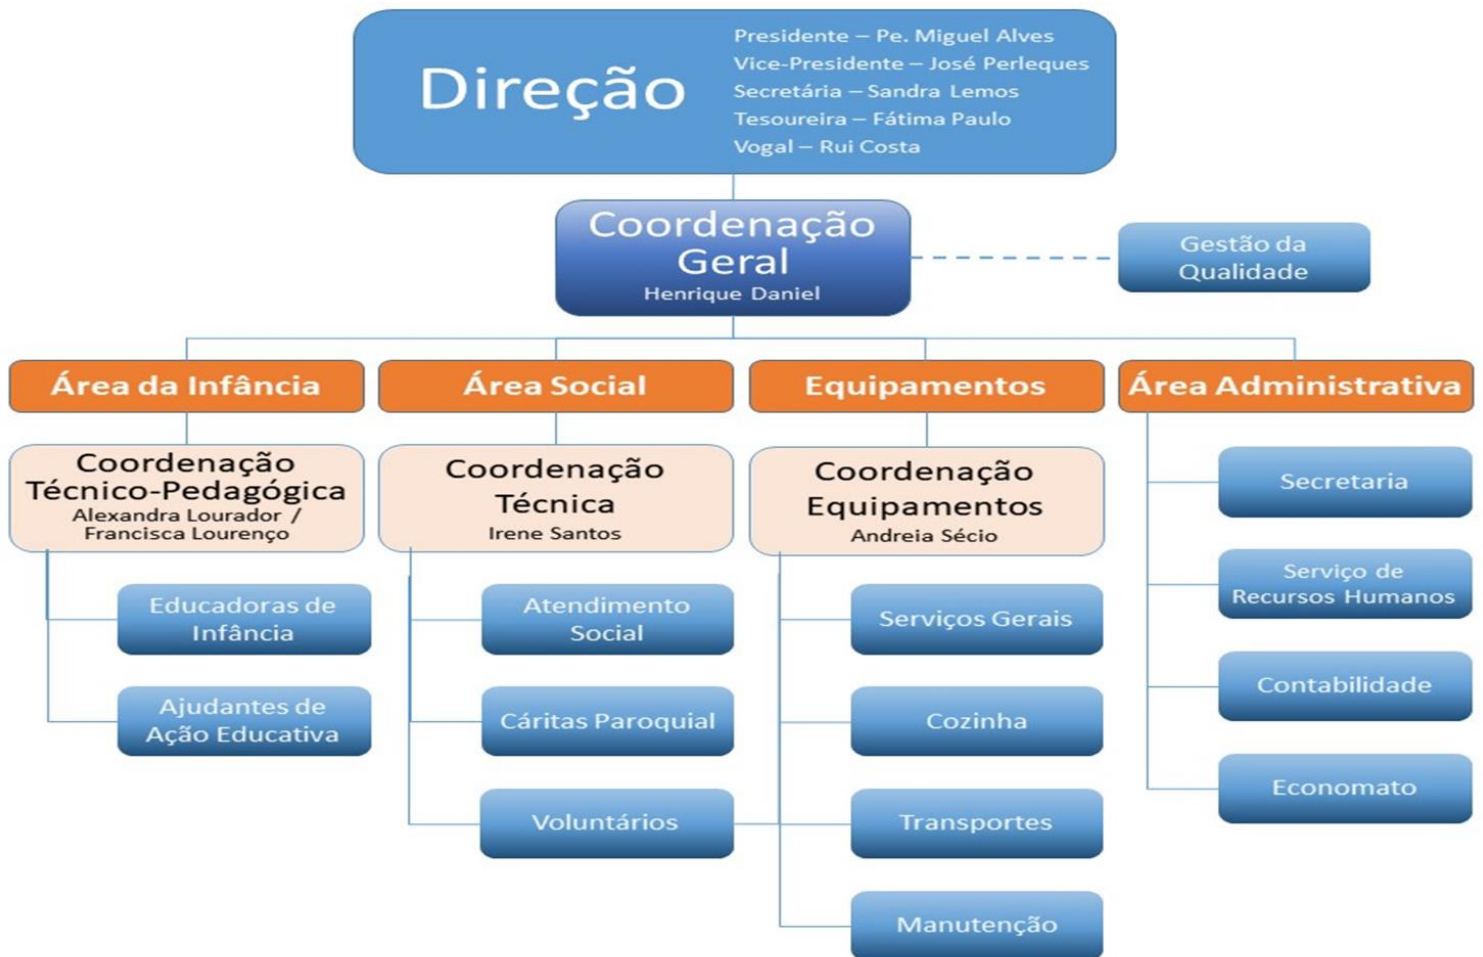 Direção
Presidente – Pe. Miguel Alves
Vice-Presidente – José Perleques
Secretária – Sandra Lemos
Tesoureira – Fátima Paulo
Vogal – Rui Costa
Coordenação
Geral
Henrique Daniel
Gestão da
Qualidade
Área da Infância
Coordenação
Técnico-Pedagógica
Alexandra Lourador /
Francisca Lourenço
Educadoras de
Infância
Ajudantes de
Ação Educativa
Área Social
Coordenação
Técnica
Irene Santos
Atendimento
Social
Cáritas Paroquial
Voluntários
Equipamentos
Coordenação
Equipamentos
Andreia Sécio
Serviços Gerais
Cozinha
Transportes
Manutenção
Área Administrativa
Secretaria
Serviço de
Recursos Humanos
Contabilidade
Economato